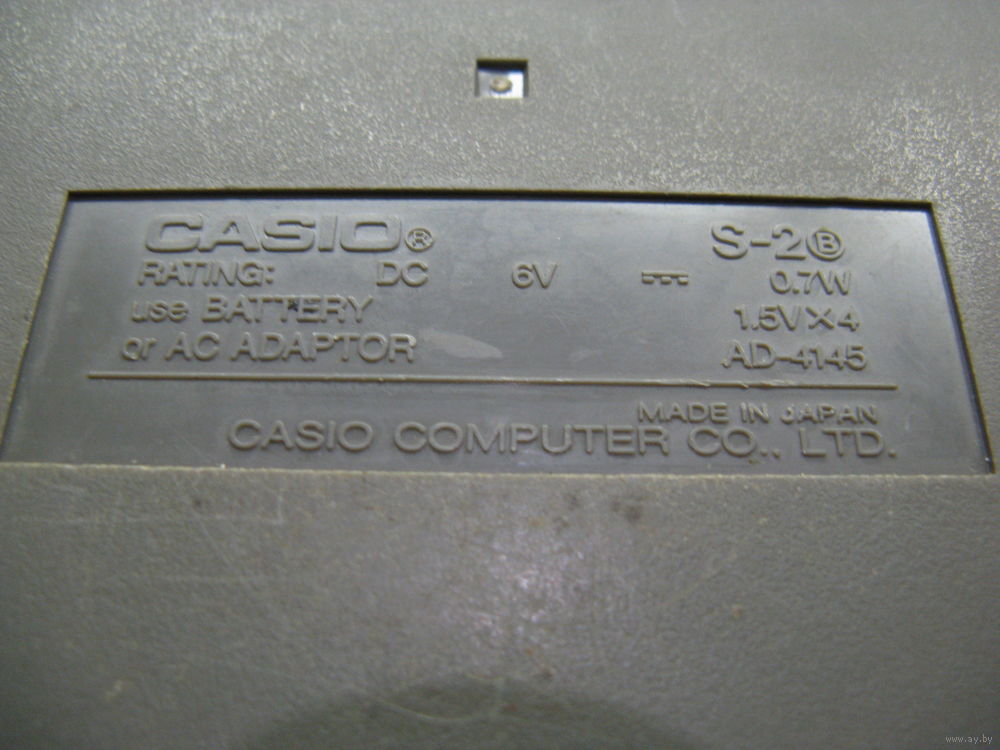 CASIO® S-2Ⓑ
RATING: DC 6V ⎓ 0.7W
use BATTERY 1.5V×4
or AC ADAPTOR AD-4145
MADE IN JAPAN
CASIO COMPUTER CO., LTD.
www.ay.by